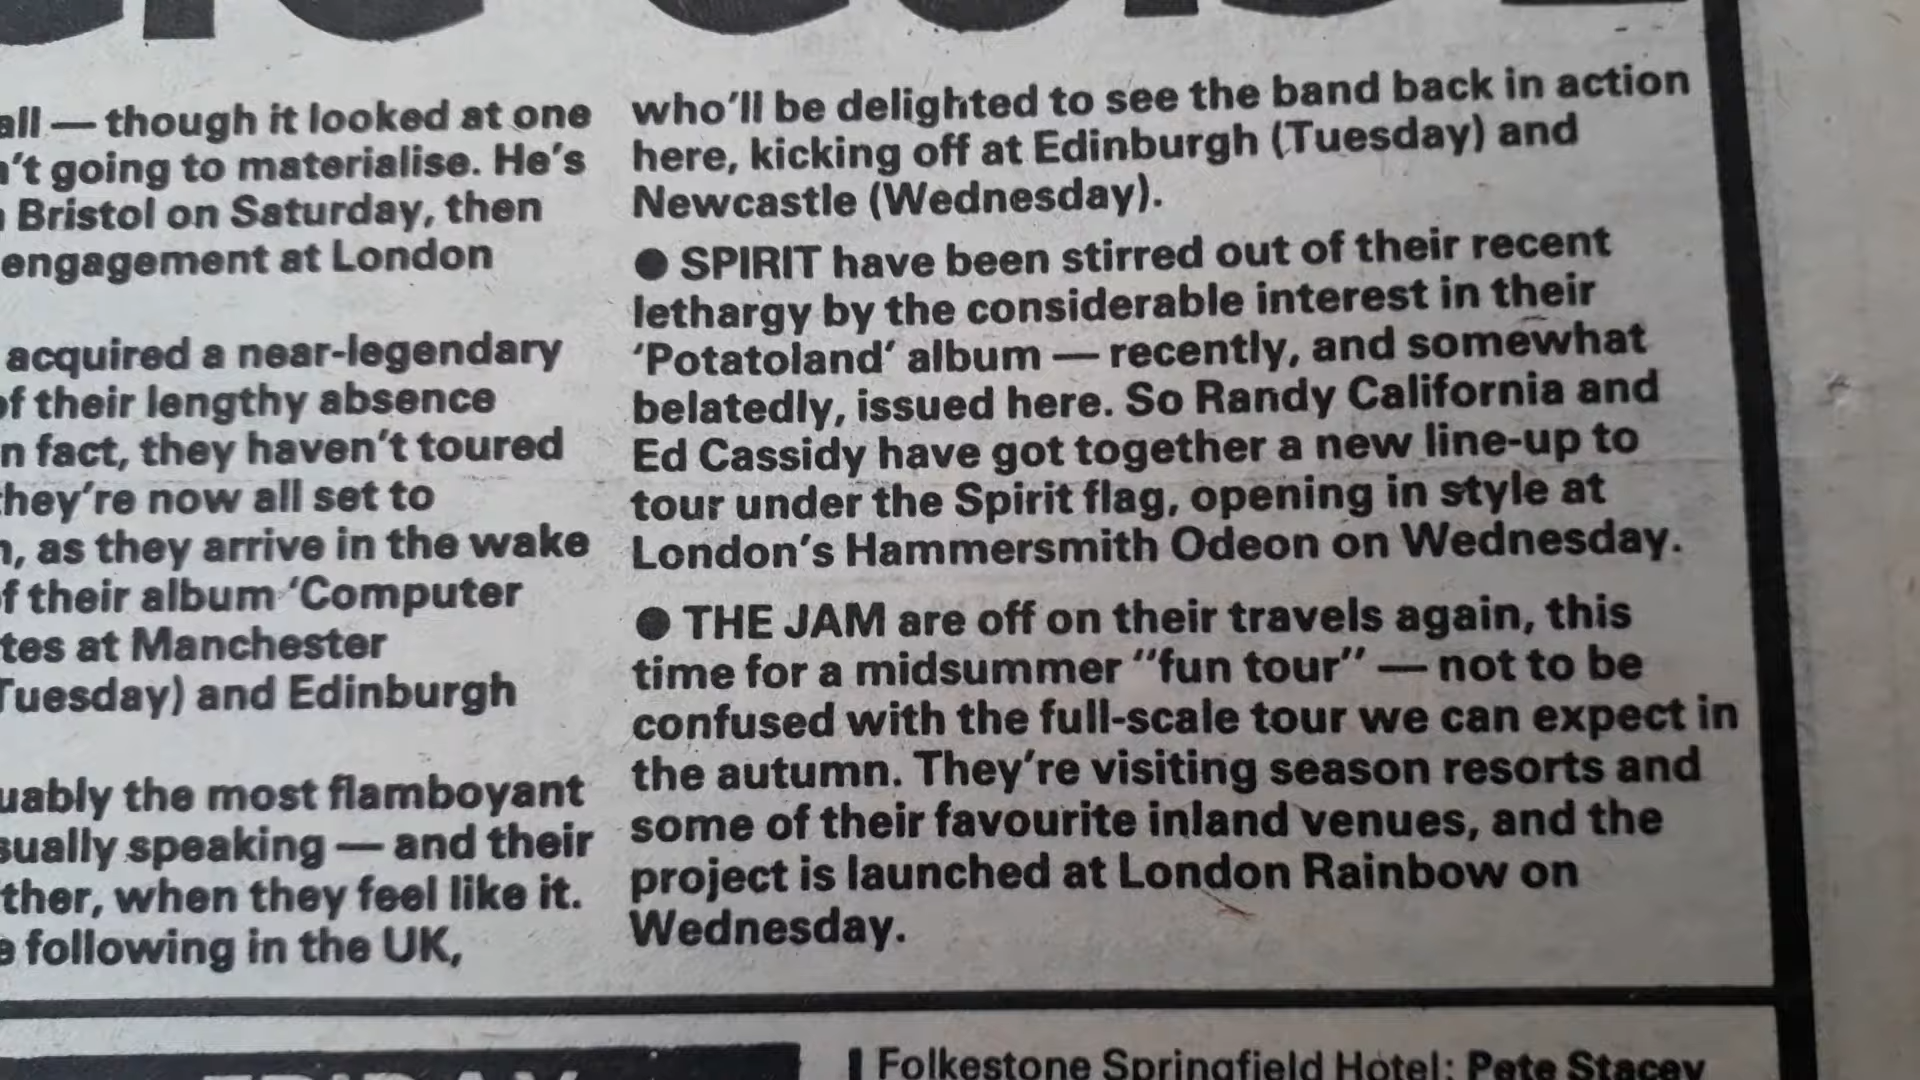 all — though it looked at one
n't going to materialise. He's
Bristol on Saturday, then
engagement at London
acquired a near-legendary
of their lengthy absence
n fact, they haven't toured
they're now all set to
, as they arrive in the wake
of their album ‘Computer
tes at Manchester
Tuesday) and Edinburgh
uably the most flamboyant
sually speaking — and their
ther, when they feel like it.
e following in the UK,
who'll be delighted to see the band back in action
here, kicking off at Edinburgh (Tuesday) and
Newcastle (Wednesday).
● SPIRIT have been stirred out of their recent
lethargy by the considerable interest in their
‘Potatoland’ album — recently, and somewhat
belatedly, issued here. So Randy California and
Ed Cassidy have got together a new line-up to
tour under the Spirit flag, opening in style at
London's Hammersmith Odeon on Wednesday.
● THE JAM are off on their travels again, this
time for a midsummer “fun tour” — not to be
confused with the full-scale tour we can expect in
the autumn. They're visiting season resorts and
some of their favourite inland venues, and the
project is launched at London Rainbow on
Wednesday.
Folkestone Springfield Hotel: Pete Stacey